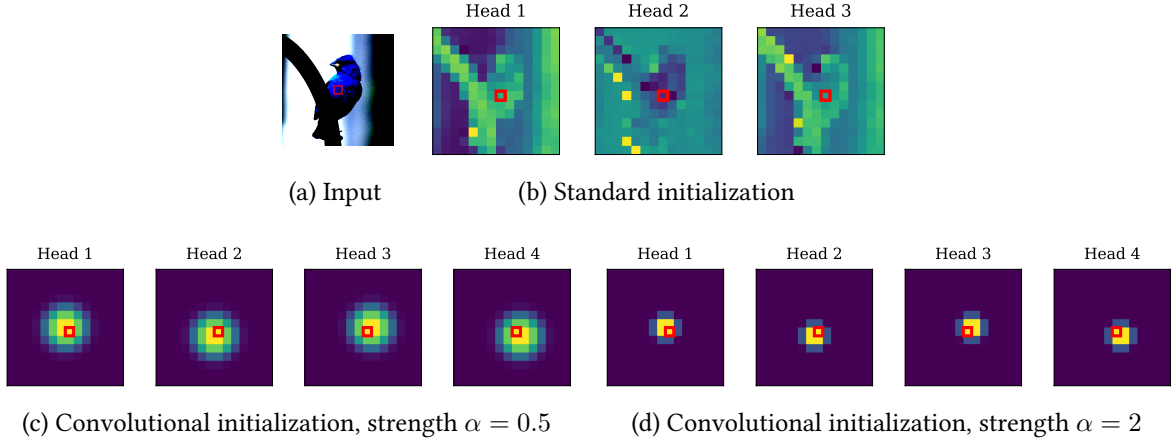 Head 1 Head 2 Head 3
(a) Input (b) Standard initialization
Head 1 Head 2 Head 3 Head 4 Head 1 Head 2 Head 3 Head 4
(c) Convolutional initialization, strength α = 0.5 (d) Convolutional initialization, strength α = 2